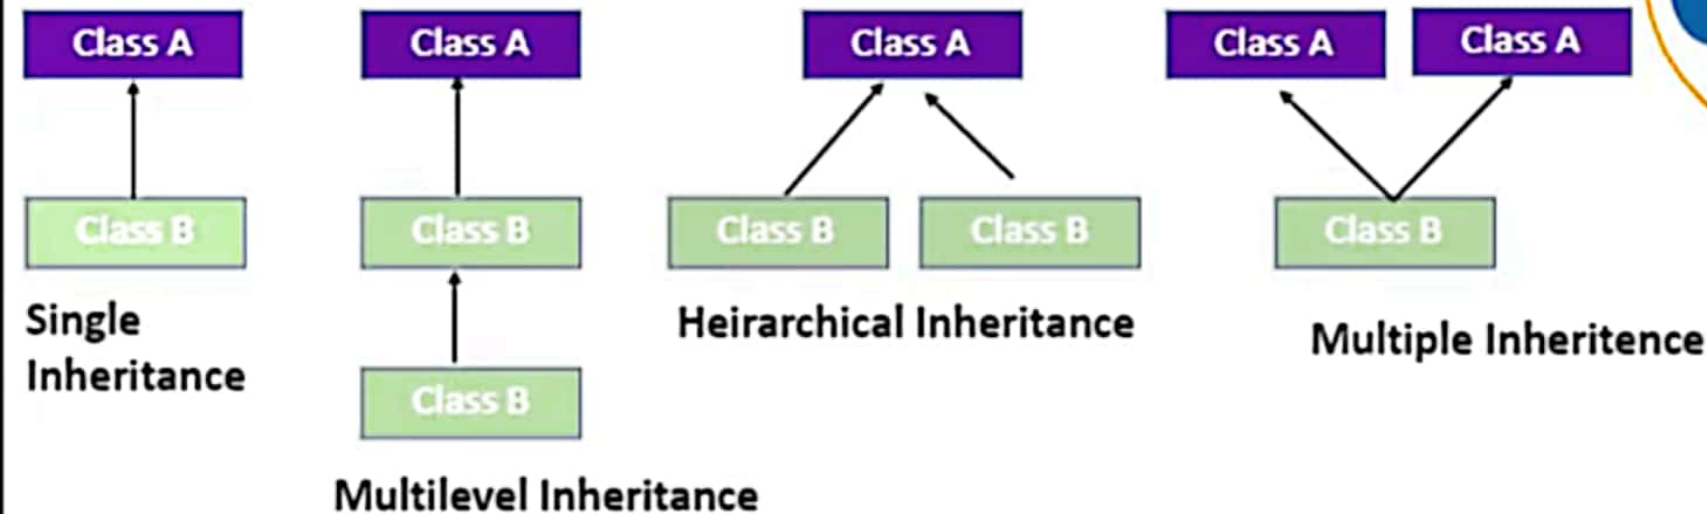 Class A
Class A
Class A
Class A
Class A
Class B
Class B
Class B
Class B
Class B
Single
Inheritance
Heirarchical Inheritance
Multiple Inheritence
Class B
Multilevel Inheritance